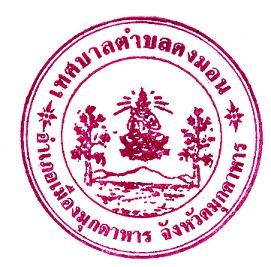 เทศบาลตำบลดงมอน
อำเภอเมืองมุกดาหาร จังหวัดมุกดาหาร